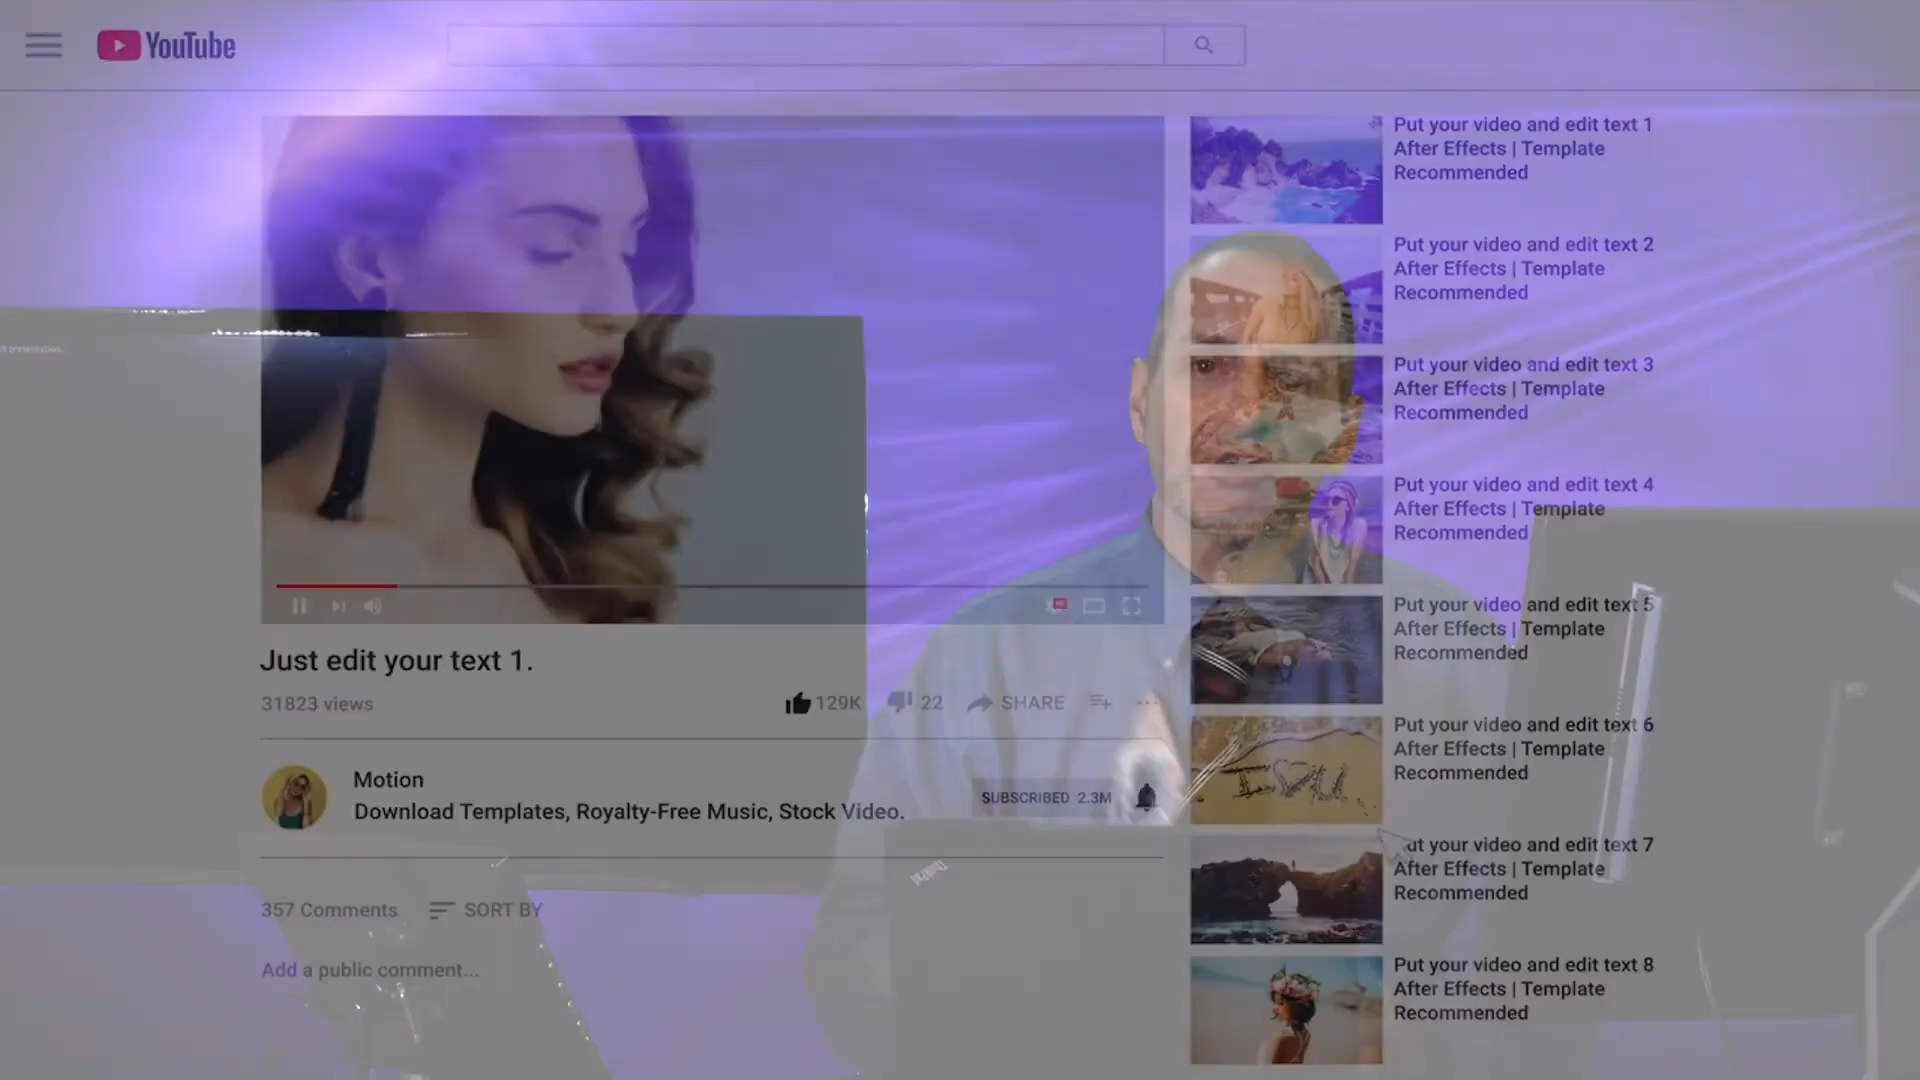 YouTube
Put your video and edit text 1
After Effects | Template
Recommended
Put your video and edit text 2
After Effects | Template
Recommended
Put your video and edit text 3
After Effects | Template
Recommended
Put your video and edit text 4
After Effects | Template
Recommended
Put your video and edit text 5
After Effects | Template
Recommended
Put your video and edit text 6
After Effects | Template
Recommended
ut your video and edit text 7
After Effects | Template
Recommended
Put your video and edit text 8
After Effects | Template
Recommended
HD
Just edit your text 1.
31823 views
129K
22
SHARE
Motion
Download Templates, Royalty-Free Music, Stock Video.
SUBSCRIBED 2.3M
I ♡ u
ThinkPad
357 Comments
SORT BY
Add a public comment...